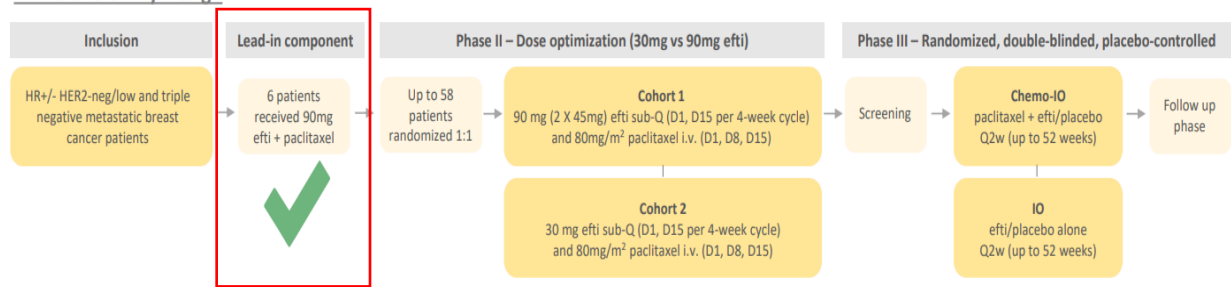 Inclusion
HR+/- HER2-neg/low and triple
negative metastatic breast
cancer patients
Lead-in component
6 patients
received 90mg
efti + paclitaxel
Phase II – Dose optimization (30mg vs 90mg efti)
Up to 58
patients
randomized 1:1
Cohort 1
90 mg (2 X 45mg) efti sub-Q (D1, D15 per 4-week cycle)
and 80mg/m² paclitaxel i.v. (D1, D8, D15)
Cohort 2
30 mg efti sub-Q (D1, D15 per 4-week cycle)
and 80mg/m² paclitaxel i.v. (D1, D8, D15)
Phase III – Randomized, double-blinded, placebo-controlled
Screening
Chemo-IO
paclitaxel + efti/placebo
Q2w (up to 52 weeks)
IO
efti/placebo alone
Q2w (up to 52 weeks)
Follow up
phase